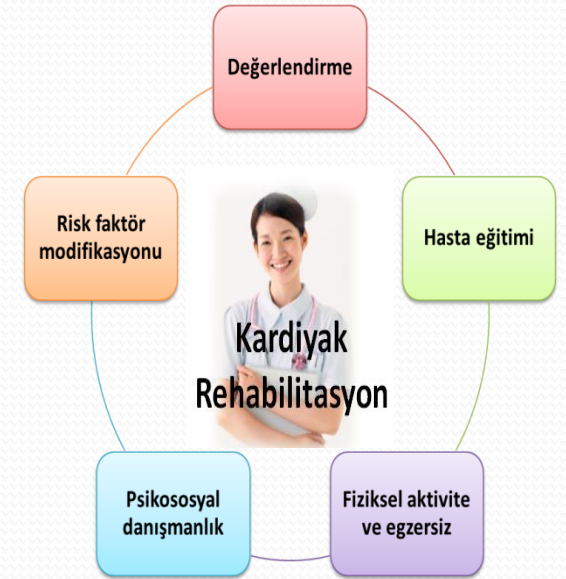 Değerlendirme
Hasta eğitimi
Fiziksel aktivite
ve egzersiz
Psikososyal
danışmanlık
Risk faktör
modifikasyonu
Kardiyak
Rehabilitasyon